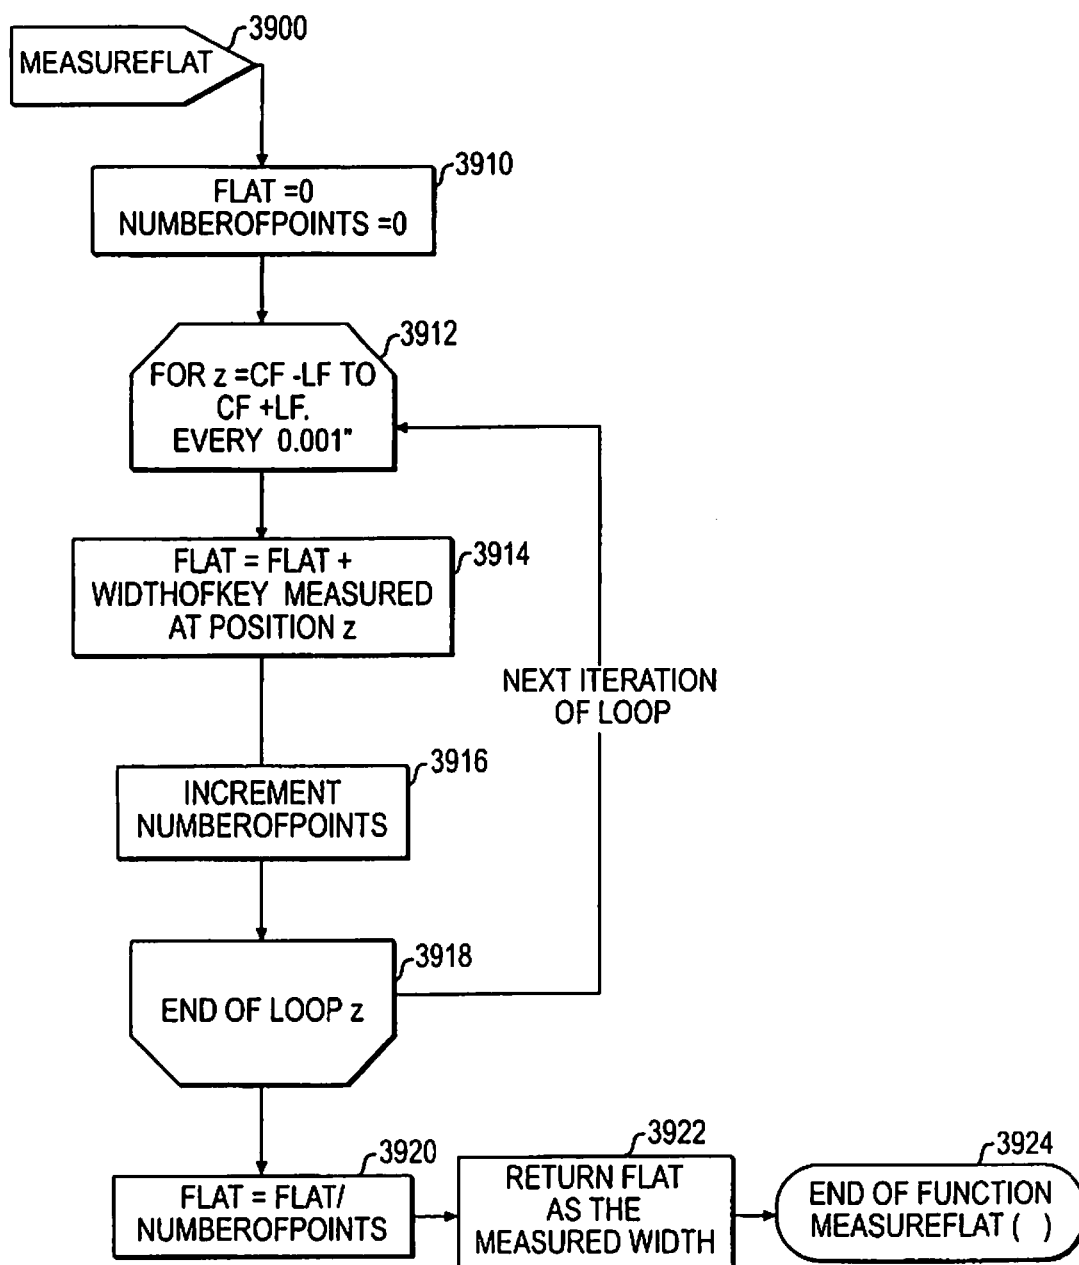 3900
MEASUREFLAT
3910
FLAT =0
NUMBEROFPOINTS =0
3912
FOR z =CF -LF TO
CF +LF.
EVERY 0.001"
3914
FLAT = FLAT +
WIDTHOFKEY MEASURED
AT POSITION z
NEXT ITERATION
OF LOOP
3916
INCREMENT
NUMBEROFPOINTS
3918
END OF LOOP z
3920
FLAT = FLAT/
NUMBEROFPOINTS
3922
RETURN FLAT
AS THE
MEASURED WIDTH
3924
END OF FUNCTION
MEASUREFLAT ( )